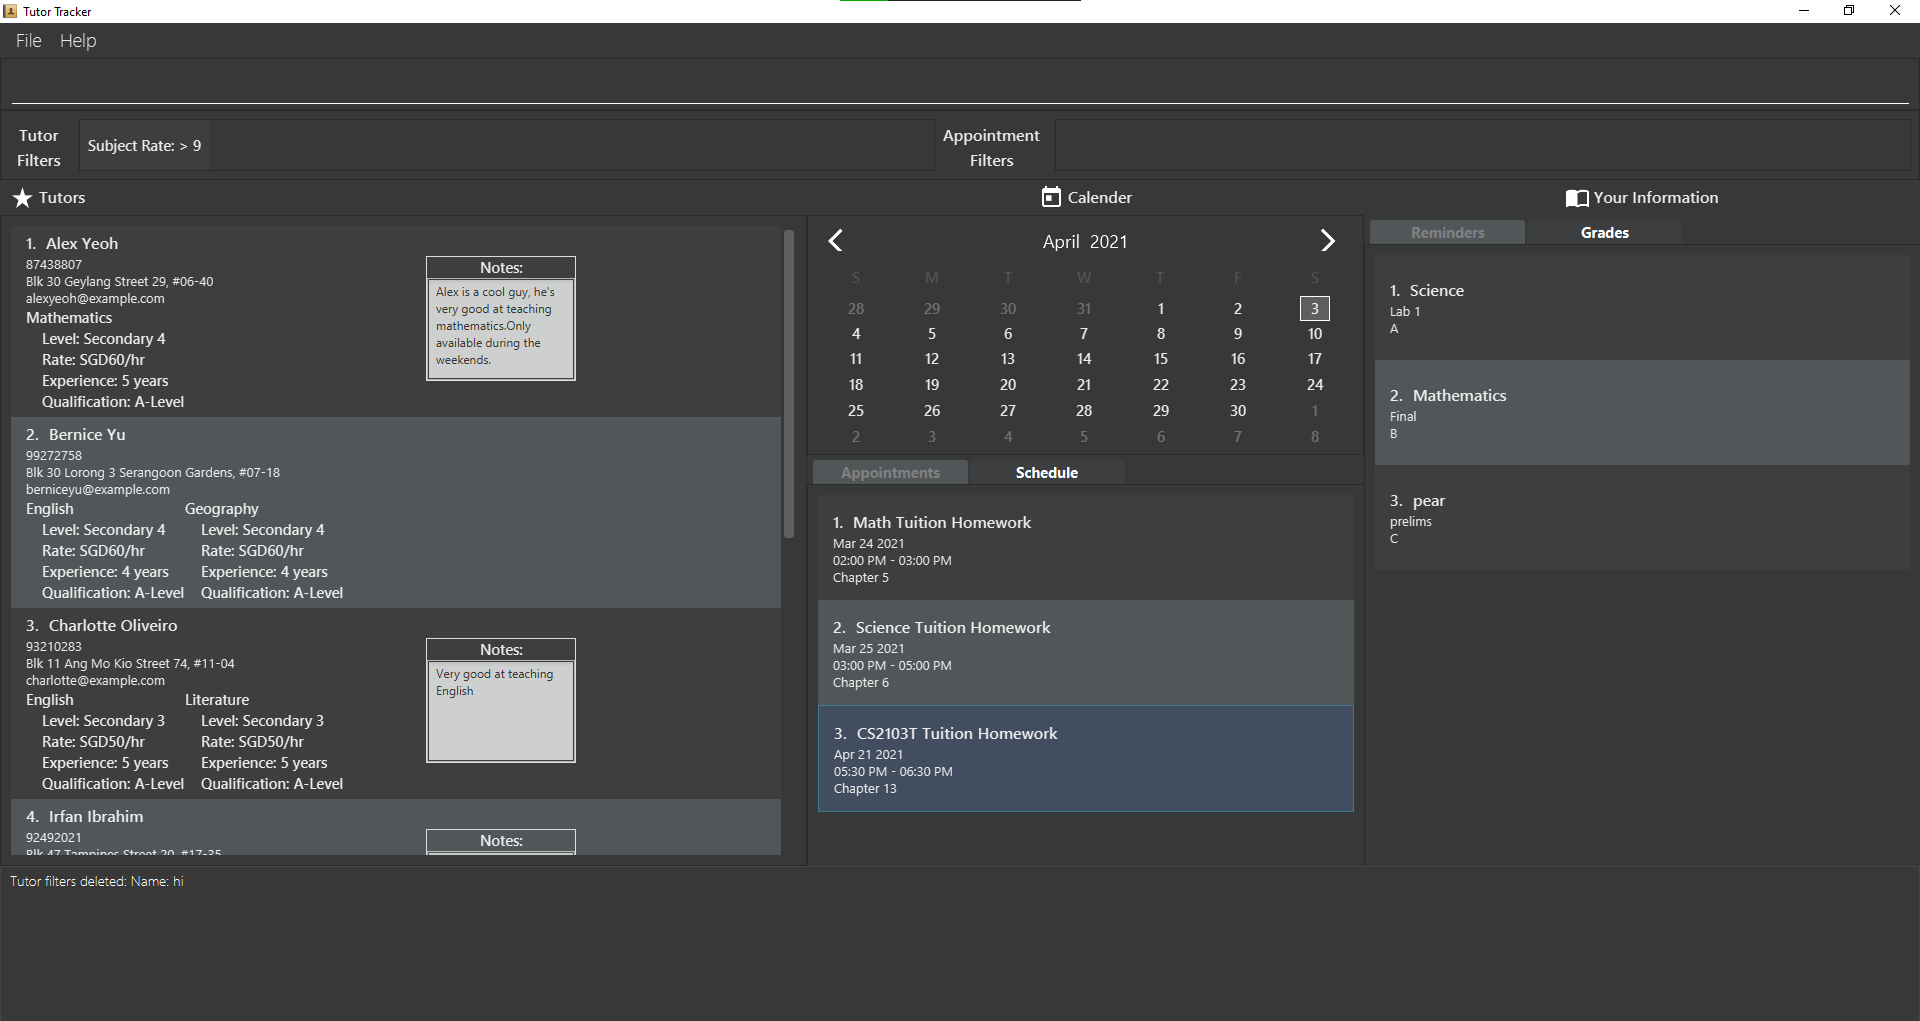 Tutor Tracker
File Help
Tutor
Filters
Subject Rate: > 9
Appointment
Filters
Tutors
1. Alex Yeoh
87438807
Blk 30 Geylang Street 29, #06-40
alexyeoh@example.com
Mathematics
Level: Secondary 4
Rate: SGD60/hr
Experience: 5 years
Qualification: A-Level
Notes:
Alex is a cool guy, he's
very good at teaching
mathematics.Only
available during the
weekends.
2. Bernice Yu
99272758
Blk 30 Lorong 3 Serangoon Gardens, #07-18
berniceyu@example.com
English Geography
Level: Secondary 4 Level: Secondary 4
Rate: SGD60/hr Rate: SGD60/hr
Experience: 4 years Experience: 4 years
Qualification: A-Level Qualification: A-Level
3. Charlotte Oliveiro
93210283
Blk 11 Ang Mo Kio Street 74, #11-04
charlotte@example.com
English Literature
Level: Secondary 3 Level: Secondary 3
Rate: SGD50/hr Rate: SGD50/hr
Experience: 5 years Experience: 5 years
Qualification: A-Level Qualification: A-Level
Notes:
Very good at teaching
English
4. Irfan Ibrahim
92492021
Blk 47 Tampines Street 20, #17-35
Notes:
Calender
April 2021
S M T W T F S
28 29 30 31 1 2 3
4 5 6 7 8 9 10
11 12 13 14 15 16 17
18 19 20 21 22 23 24
25 26 27 28 29 30 1
2 3 4 5 6 7 8
Appointments Schedule
1. Math Tuition Homework
Mar 24 2021
02:00 PM - 03:00 PM
Chapter 5
2. Science Tuition Homework
Mar 25 2021
03:00 PM - 05:00 PM
Chapter 6
3. CS2103T Tuition Homework
Apr 21 2021
05:30 PM - 06:30 PM
Chapter 13
Your Information
Reminders Grades
1. Science
Lab 1
A
2. Mathematics
Final
B
3. pear
prelims
C
Tutor filters deleted: Name: hi